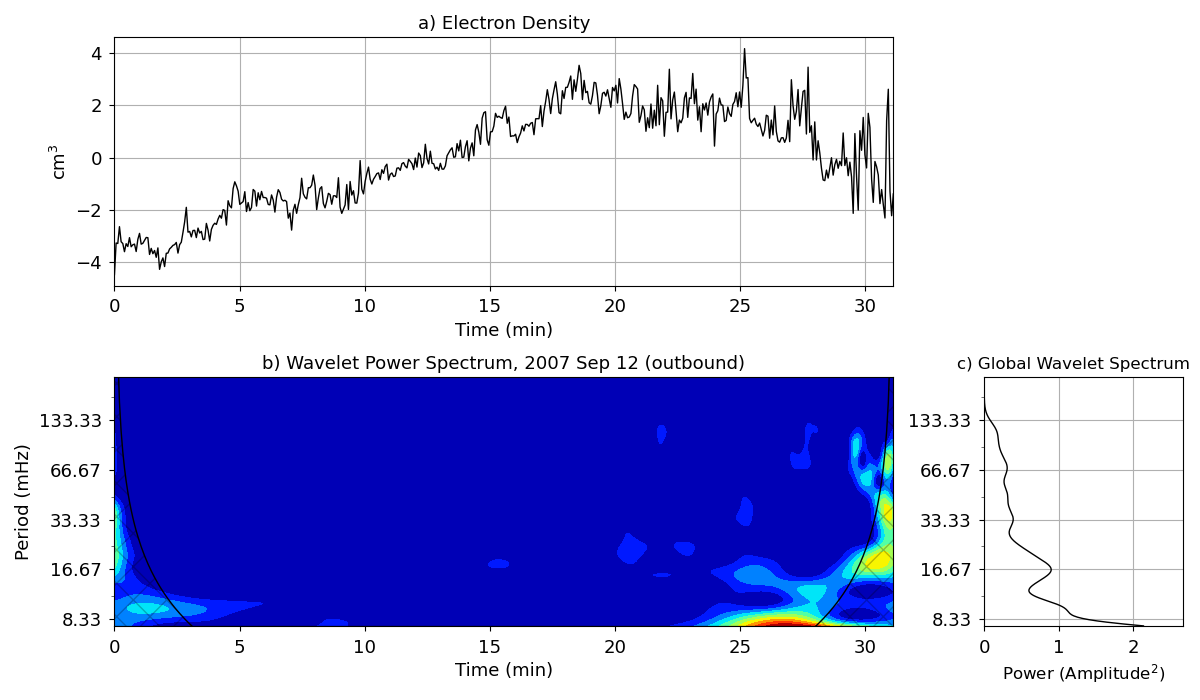 a) Electron Density
4
2
0
−2
−4
cm³
0 5 10 15 20 25 30
Time (min)
b) Wavelet Power Spectrum, 2007 Sep 12 (outbound)
133.33
66.67
33.33
16.67
8.33
Period (mHz)
0 5 10 15 20 25 30
Time (min)
c) Global Wavelet Spectrum
133.33
66.67
33.33
16.67
8.33
0 1 2
Power (Amplitude²)